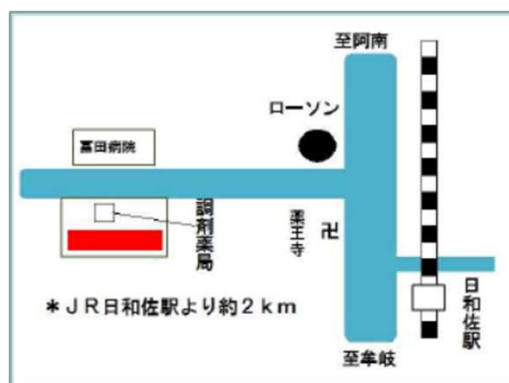 至阿南
ローソン
冨田病院
調剤薬局
薬王寺
卍
日和佐駅
*JR日和佐駅より約2km
至牟岐